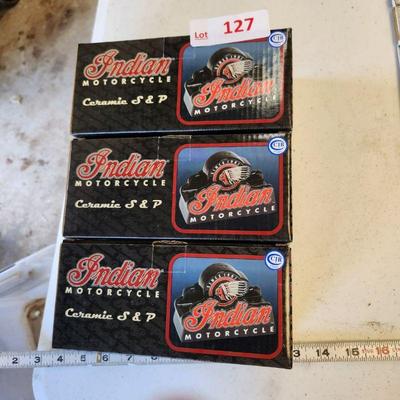 Lot 127
Indian
MOTORCYCLE
Ceramic S & P
Indian
MOTORCYCLE
Indian
MOTORCYCLE
Ceramic S & P
Indian
MOTORCYCLE
Indian
MOTORCYCLE
Ceramic S & P
Indian
MOTORCYCLE
2 3 4 5 13 14 15 16